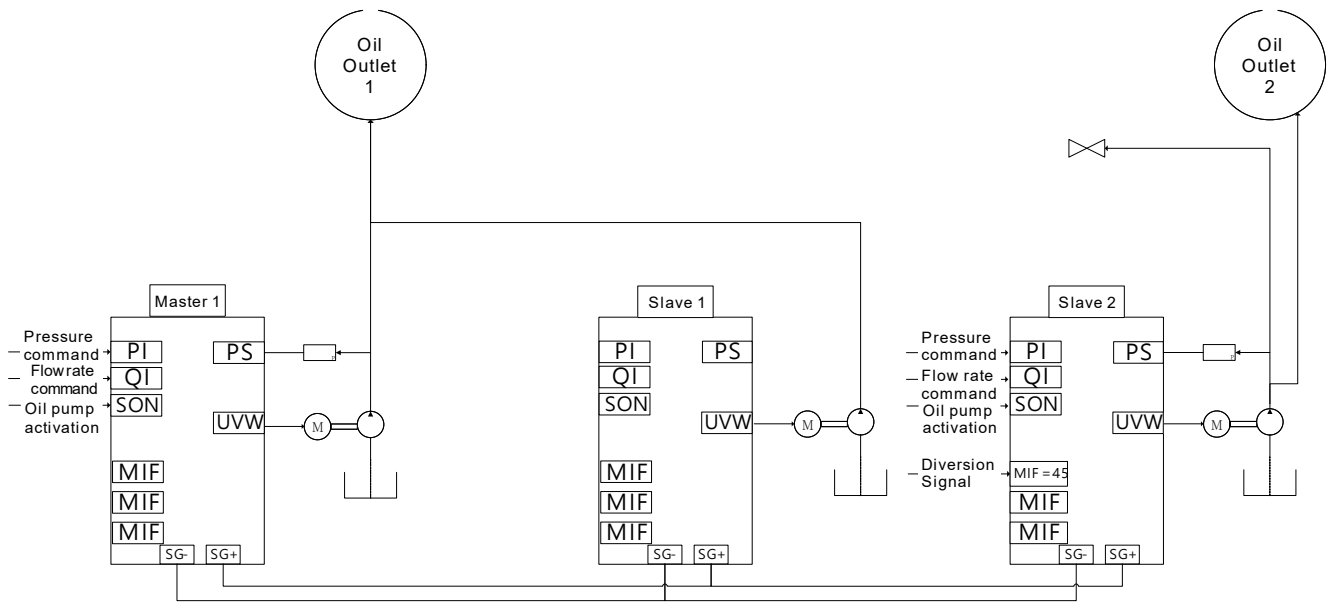 Oil
Outlet
1
Oil
Outlet
2
Master 1
Pressure
command
Flow rate
command
Oil pump
activation
PI
QI
SON
MIF
MIF
MIF
PS
UVW
SG-
SG+
M
Slave 1
PI
QI
SON
MIF
MIF
MIF
PS
UVW
SG-
SG+
M
Slave 2
Pressure
command
Flow rate
command
Oil pump
activation
Diversion
Signal
PI
QI
SON
MIF=45
MIF
MIF
PS
UVW
SG-
SG+
M